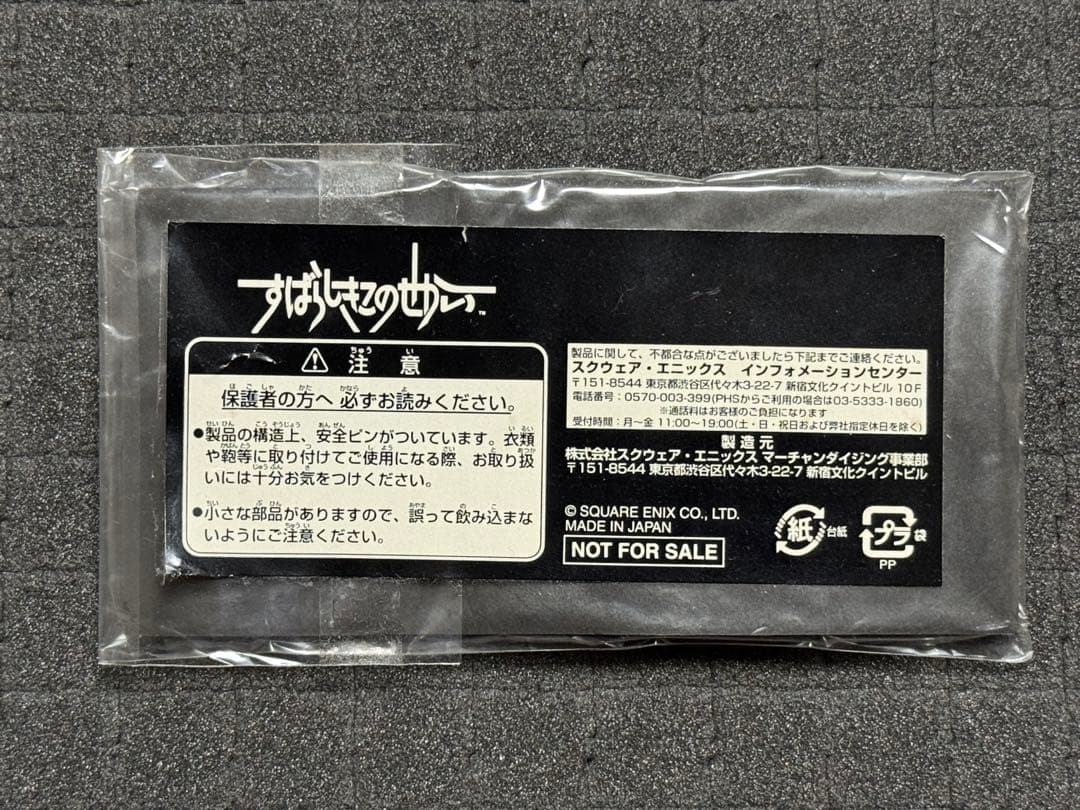 すばらしきこのせかい™
⚠ 注意
保護者の方へ 必ずお読みください。
●製品の構造上、安全ピンがついています。衣類
や鞄等に取り付けてご使用になる際、お取り扱
いには十分お気をつけください。
●小さな部品がありますので、誤って飲み込まな
いようにご注意ください。
製品に関して、不都合な点がございましたら下記までご連絡ください。
スクウェア・エニックス インフォメーションセンター
〒151-8544 東京都渋谷区代々木3-22-7 新宿文化クイントビル 10F
電話番号：0570-003-399(PHSからご利用の場合は03-5333-1860)
※通話料はお客様のご負担になります
受付時間：月～金 11:00～19:00(土・日・祝日および弊社指定休日を除く)
製造元
株式会社スクウェア・エニックス マーチャンダイジング事業部
〒151-8544 東京都渋谷区代々木3-22-7 新宿文化クイントビル
© SQUARE ENIX CO., LTD.
MADE IN JAPAN
NOT FOR SALE
紙 台紙
プラ 袋
PP